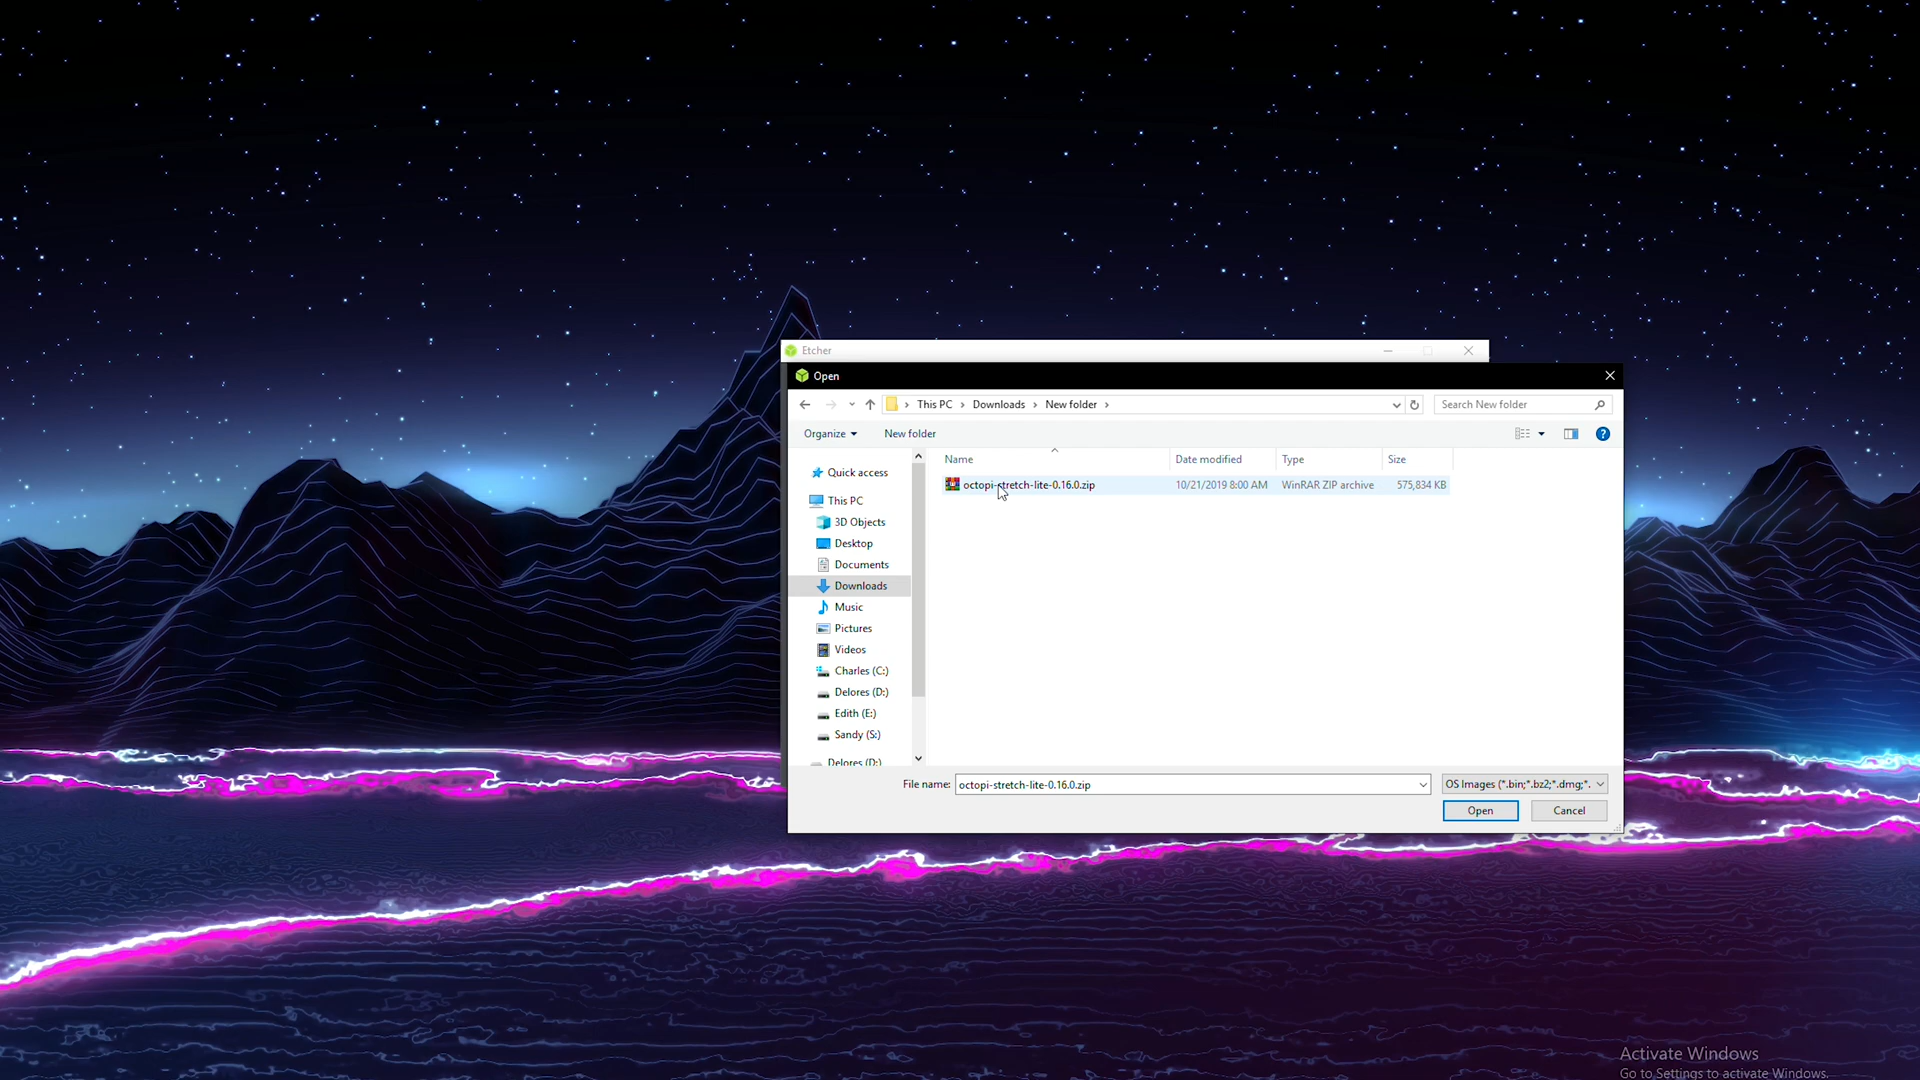 Etcher
Open
This PC
Downloads
New folder
Search New folder
Organize
New folder
Name
Date modified
Type
Size
octopi-stretch-lite-0.16.0.zip
10/21/2019 8:00 AM
WinRAR ZIP archive
575,834 KB
Quick access
This PC
3D Objects
Desktop
Documents
Downloads
Music
Pictures
Videos
Charles (C:)
Delores (D:)
Edith (E:)
Sandy (S:)
Delores (D:)
File name:
octopi-stretch-lite-0.16.0.zip
OS Images (*.bin;*.bz2;*.dmg;*.
Open
Cancel
Activate Windows
Go to Settings to activate Windows.